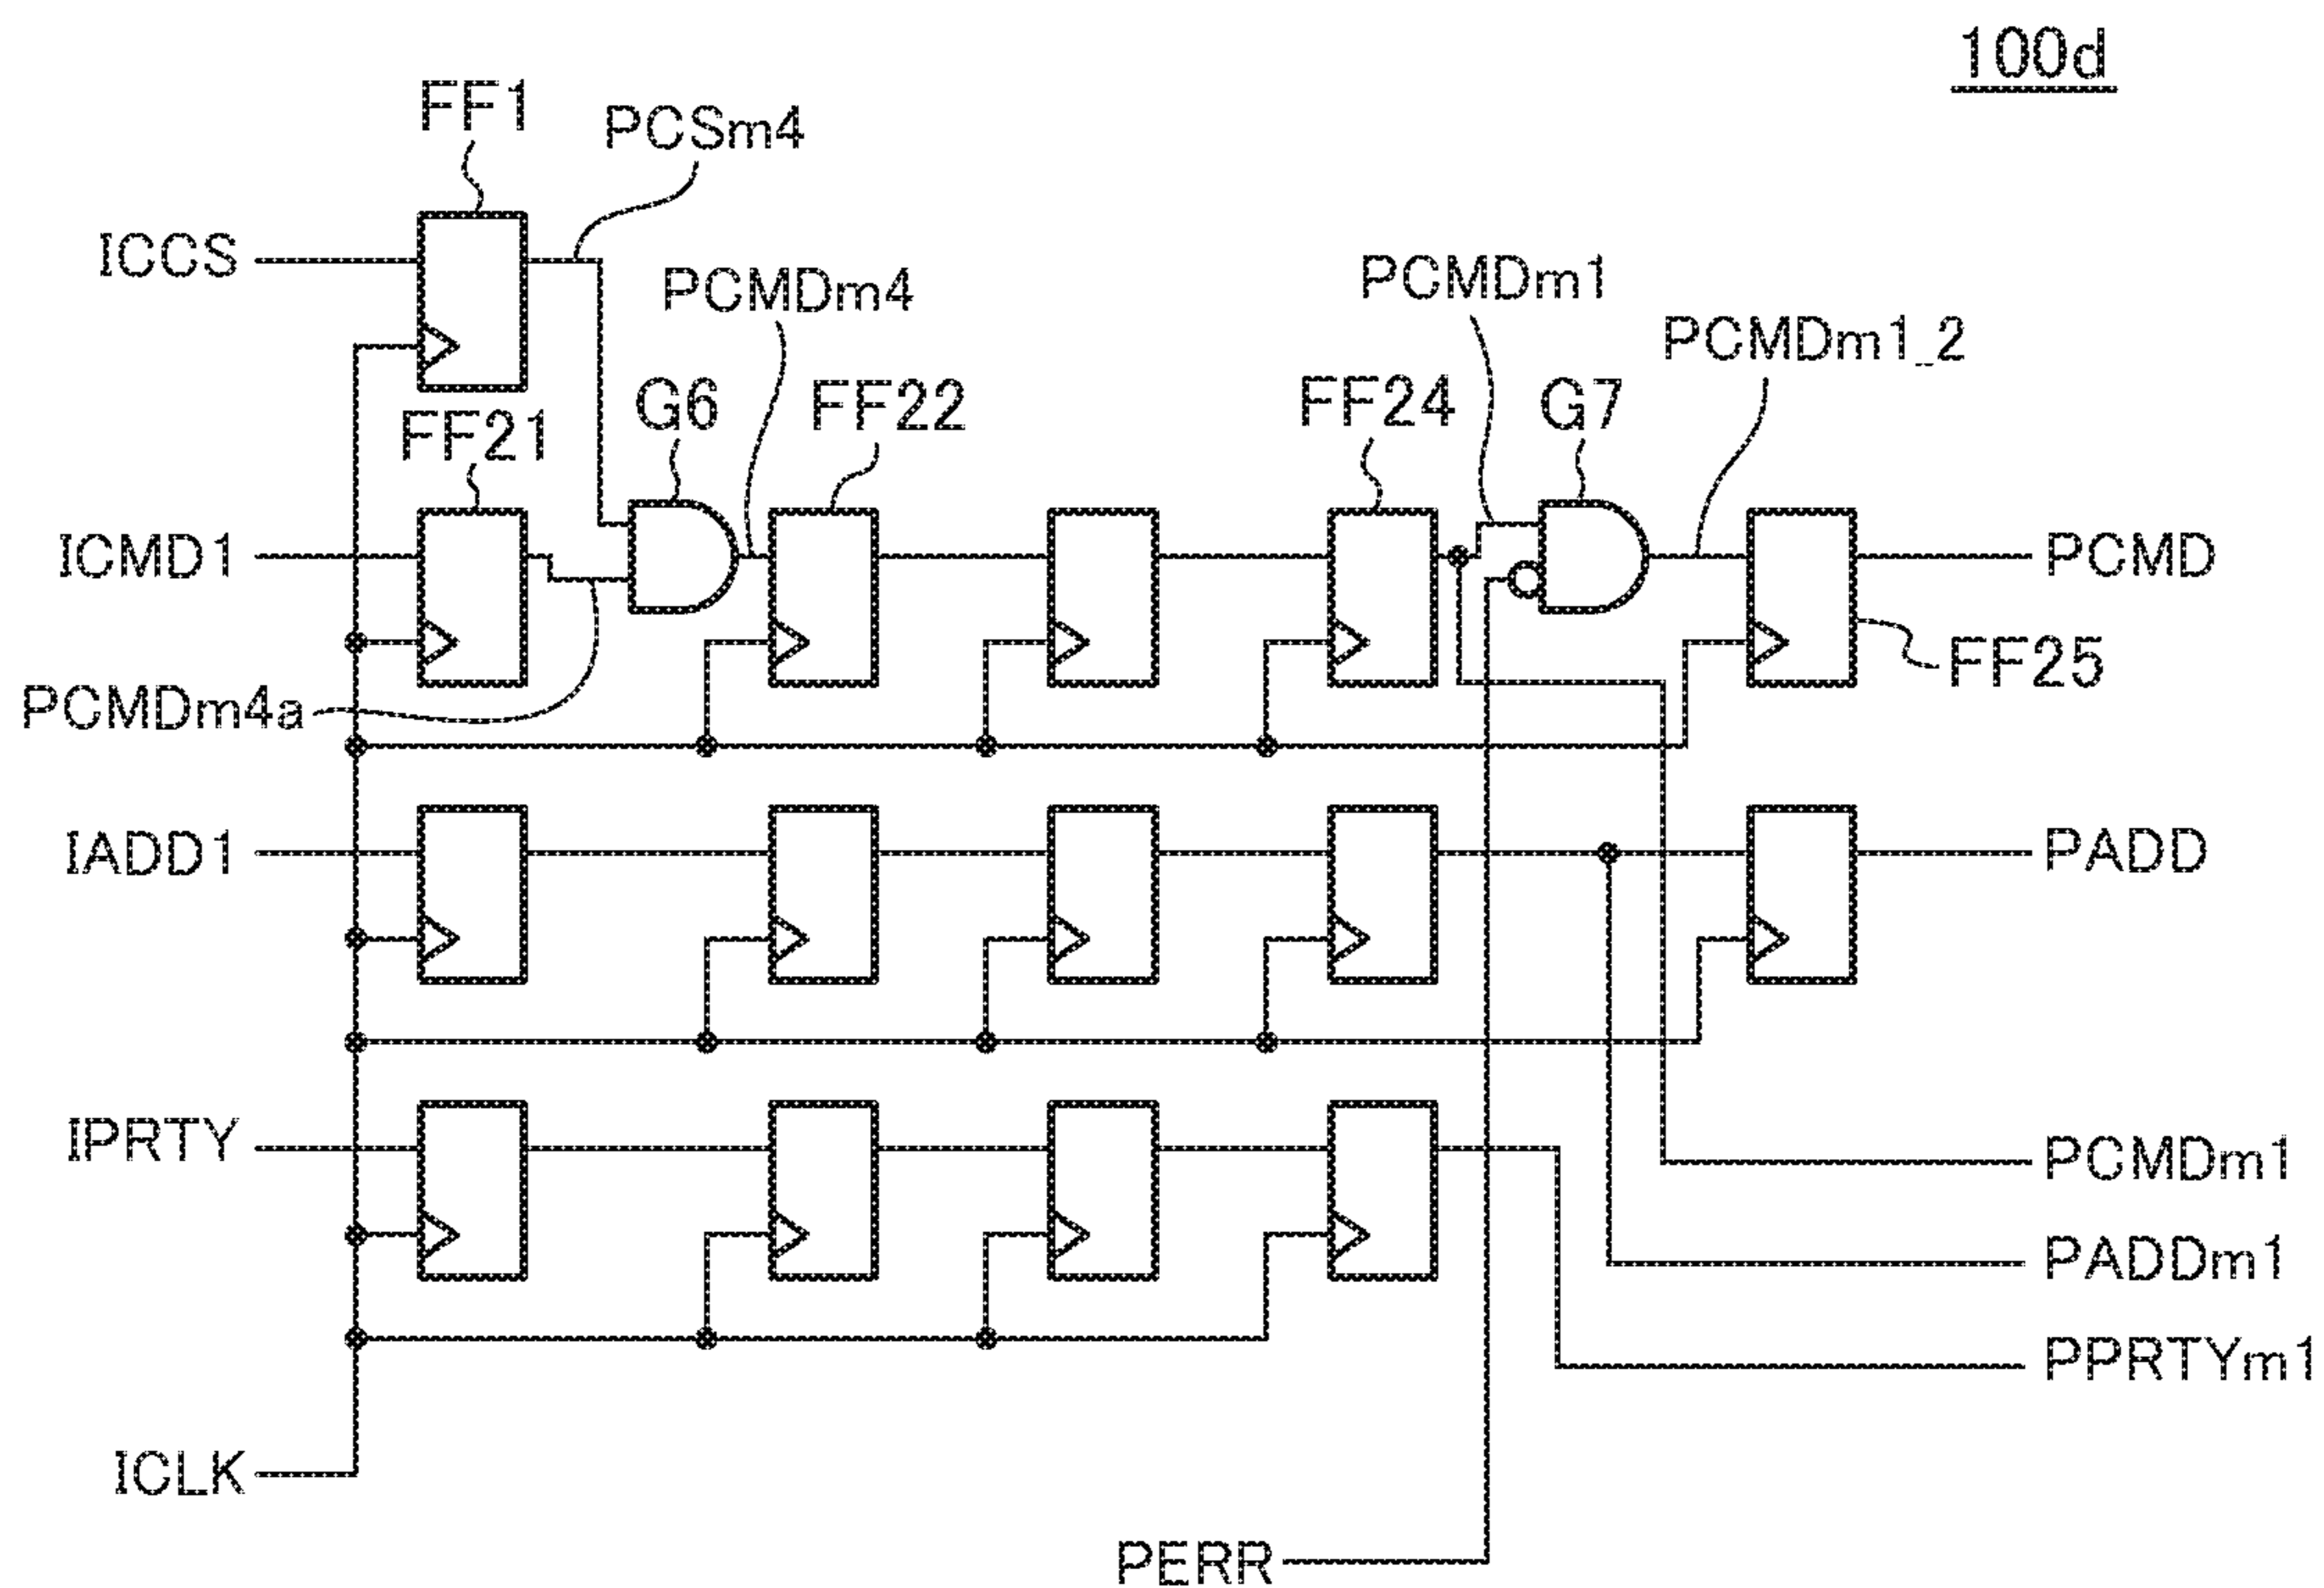 100d
FF1
PCSm4
ICCS
PCMDm4
PCMDm1
PCMDm1_2
FF21
G6
FF22
FF24
G7
ICMD1
PCMD
FF25
PCMDm4a
IADD1
PADD
IPRTY
PCMDm1
PADDm1
PPRTYm1
ICLK
PERR